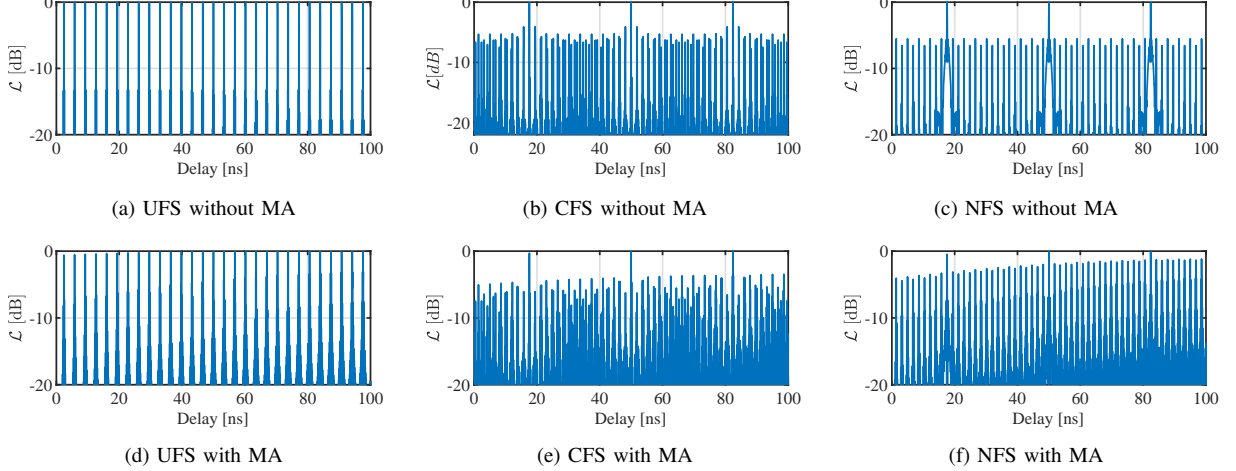 0
-10
-20
ℒ [dB]
0 20 40 60 80 100
Delay [ns]
(a) UFS without MA
0
-10
-20
ℒ[dB]
0 20 40 60 80 100
Delay [ns]
(b) CFS without MA
0
-10
-20
ℒ [dB]
0 20 40 60 80 100
Delay [ns]
(c) NFS without MA
0
-10
-20
ℒ [dB]
0 20 40 60 80 100
Delay [ns]
(d) UFS with MA
0
-10
-20
ℒ [dB]
0 20 40 60 80 100
Delay [ns]
(e) CFS with MA
0
-10
-20
ℒ [dB]
0 20 40 60 80 100
Delay [ns]
(f) NFS with MA